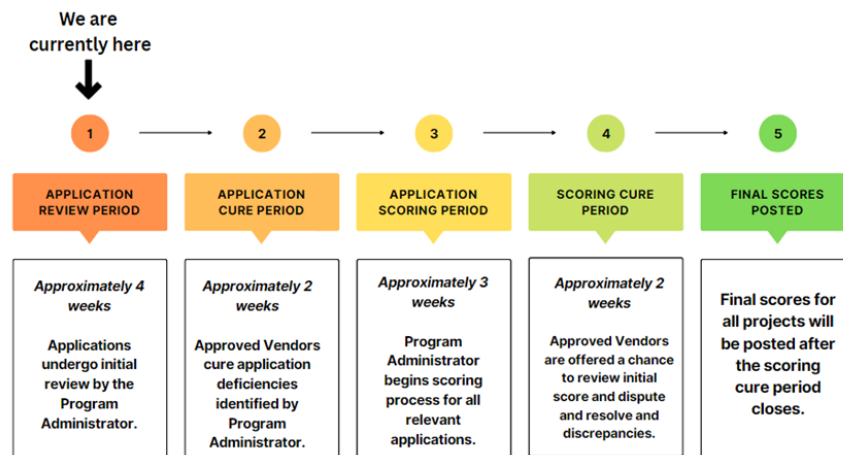 We are
currently here
1
2
3
4
5
APPLICATION
REVIEW PERIOD
APPLICATION
CURE PERIOD
APPLICATION
SCORING PERIOD
SCORING CURE
PERIOD
FINAL SCORES
POSTED
Approximately 4
weeks
Applications
undergo initial
review by the
Program
Administrator.
Approximately 2
weeks
Approved Vendors
cure application
deficiencies
identified by
Program
Administrator.
Approximately 3
weeks
Program
Administrator
begins scoring
process for all
relevant
applications.
Approximately 2
weeks
Approved Vendors
are offered a chance
to review initial
score and dispute
and resolve and
discrepancies.
Final scores for
all projects will
be posted after
the scoring
cure period
closes.